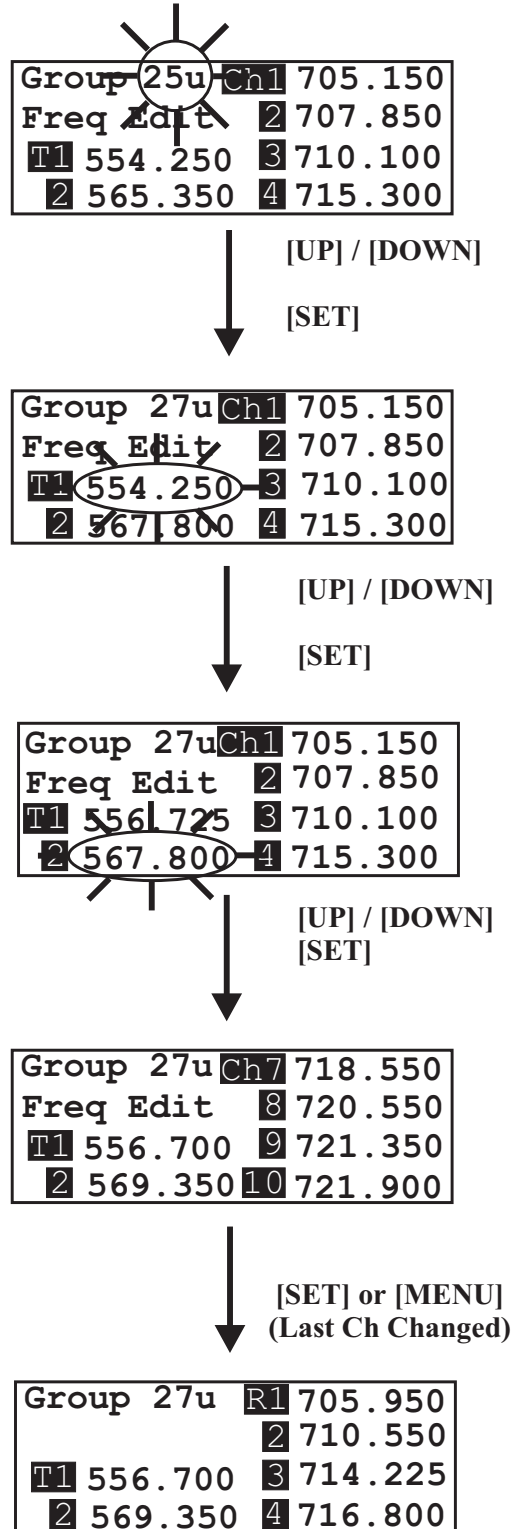 Group 25u Ch1 705.150
Freq Edit 2 707.850
T1 554.250 3 710.100
2 565.350 4 715.300
[UP] / [DOWN]
[SET]
Group 27u Ch1 705.150
Freq Edit 2 707.850
T1 554.250 3 710.100
2 567.800 4 715.300
[UP] / [DOWN]
[SET]
Group 27u Ch1 705.150
Freq Edit 2 707.850
T1 556.725 3 710.100
2 567.800 4 715.300
[UP] / [DOWN]
[SET]
Group 27u Ch7 718.550
Freq Edit 8 720.550
T1 556.700 9 721.350
2 569.350 10 721.900
[SET] or [MENU]
(Last Ch Changed)
Group 27u R1 705.950
2 710.550
T1 556.700 3 714.225
2 569.350 4 716.800